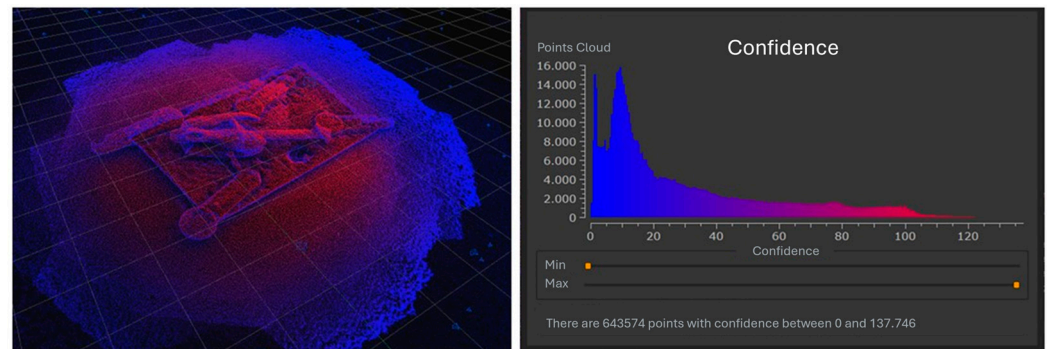 Confidence
Points Cloud
16.000
14.000
12.000
10.000
8.000
6.000
4.000
2.000
0
0 20 40 60 80 100 120
Confidence
Min
Max
There are 643574 points with confidence between 0 and 137.746